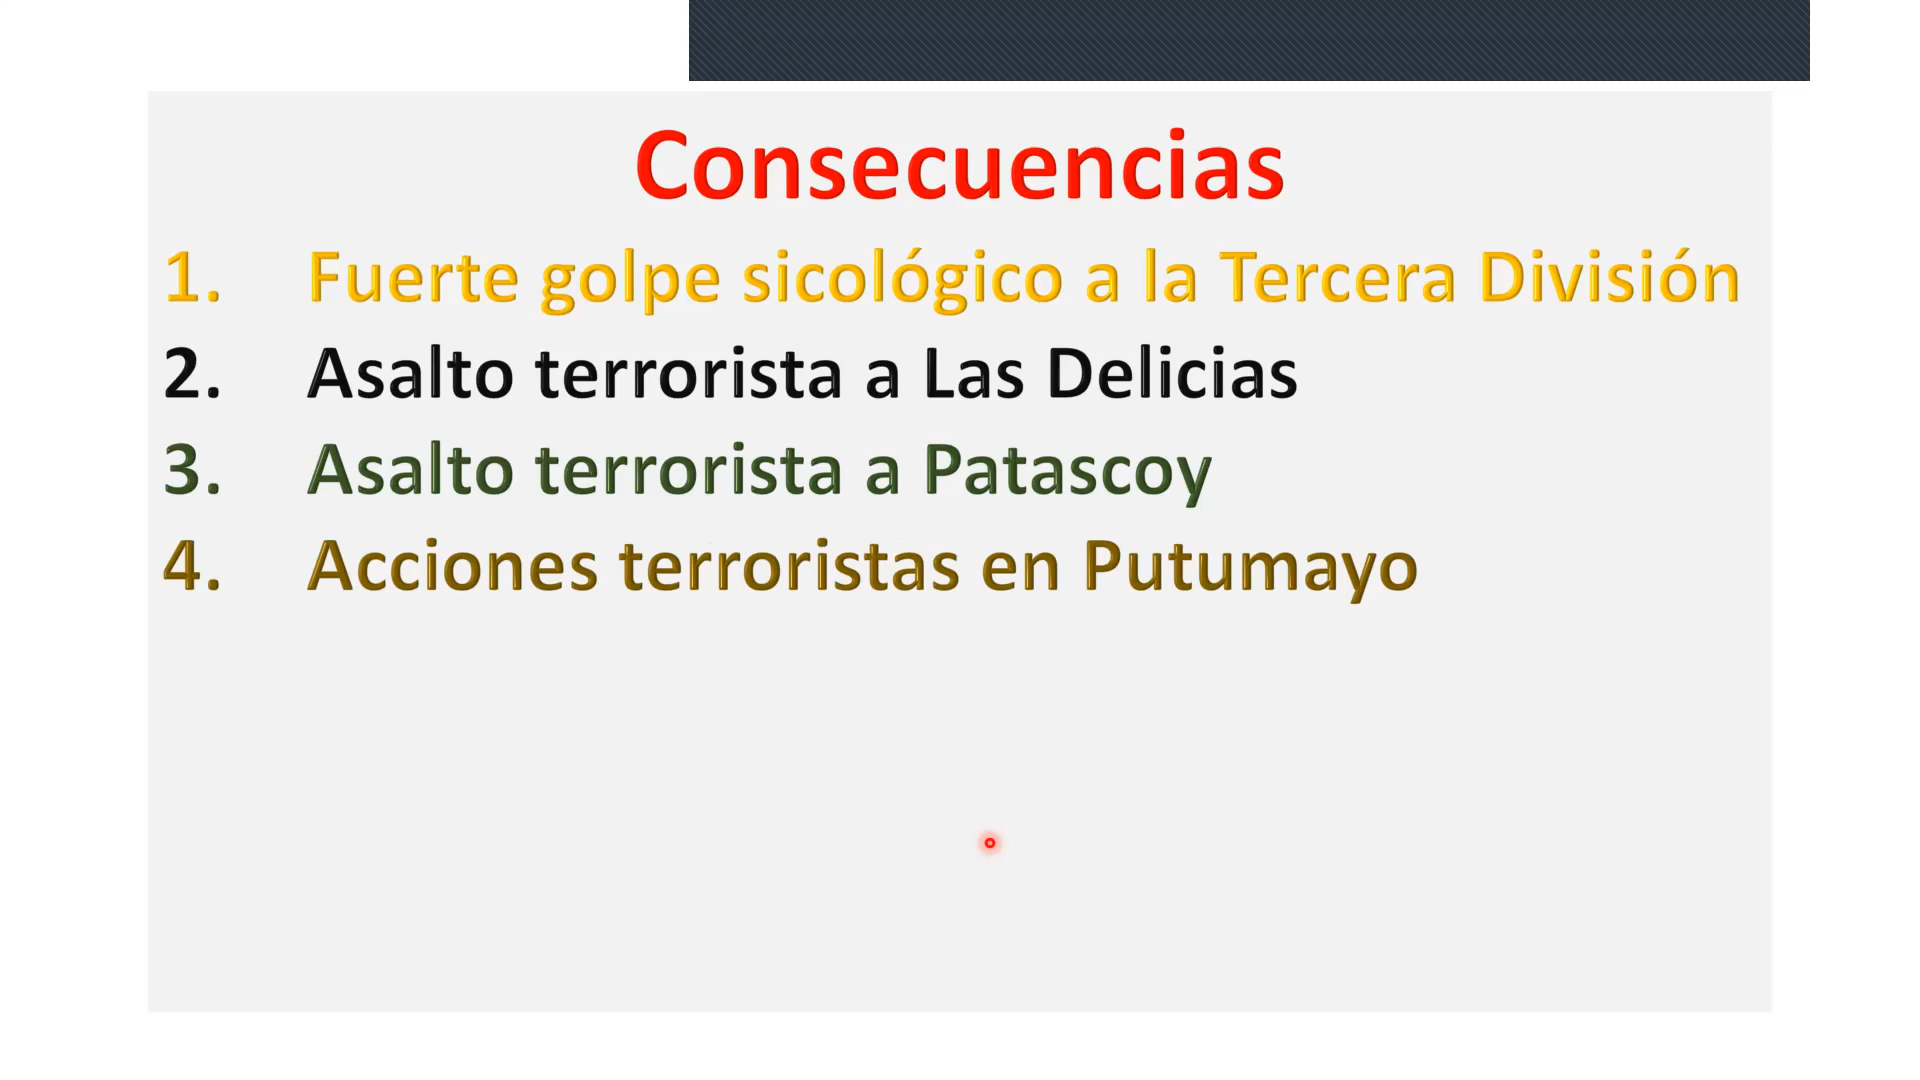 Consecuencias
1. Fuerte golpe sicológico a la Tercera División
2. Asalto terrorista a Las Delicias
3. Asalto terrorista a Patascoy
4. Acciones terroristas en Putumayo